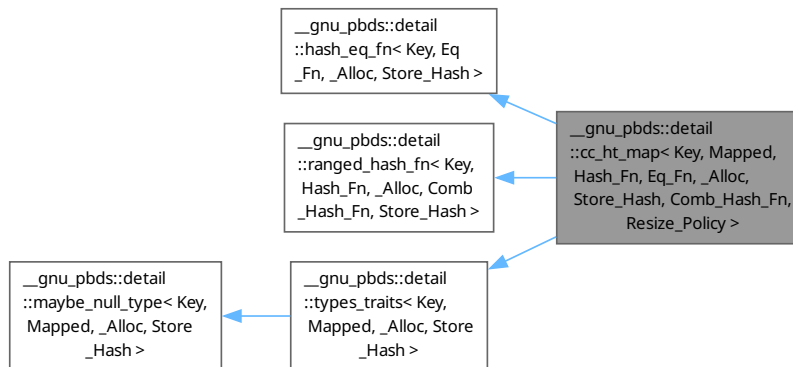 __gnu_pbds::detail
::hash_eq_fn< Key, Eq
_Fn, _Alloc, Store_Hash >
__gnu_pbds::detail
::ranged_hash_fn< Key,
Hash_Fn, _Alloc, Comb
_Hash_Fn, Store_Hash >
__gnu_pbds::detail
::cc_ht_map< Key, Mapped,
Hash_Fn, Eq_Fn, _Alloc,
Store_Hash, Comb_Hash_Fn,
Resize_Policy >
__gnu_pbds::detail
::maybe_null_type< Key,
Mapped, _Alloc, Store
_Hash >
__gnu_pbds::detail
::types_traits< Key,
Mapped, _Alloc, Store
_Hash >